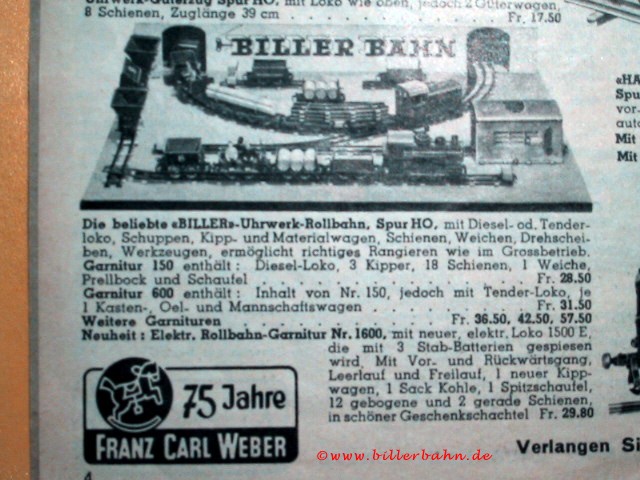 Uhrwerk-Güterzug Spur HO, mit Loko wie oben, jedoch 2 Güterwagen,
8 Schienen, Zuglänge 39 cm . . . . . . . . Fr. 17.50
BILLER BAHN
«HA
Spu
vor-
auto
Mit
Mit
Die beliebte «BILLER»-Uhrwerk-Rollbahn, Spur HO, mit Diesel- od. Tender-
loko, Schuppen, Kipp- und Materialwagen, Schienen, Weichen, Drehschei-
ben, Werkzeugen, ermöglicht richtiges Rangieren wie im Grossbetrieb.
Garnitur 150 enthält: Diesel-Loko, 3 Kipper, 18 Schienen, 1 Weiche,
Prellbock und Schaufel . . . . . . . . . . Fr. 28.50
Garnitur 600 enthält: Inhalt von Nr. 150, jedoch mit Tender-Loko, je
1 Kasten-, Oel- und Mannschaftswagen . . . . . . . Fr. 31.50
Weitere Garnituren . . . . . . . . Fr. 36.50, 42.50, 57.50
Neuheit: Elektr. Rollbahn-Garnitur Nr. 1600, mit neuer, elektr. Loko 1500 E,
die mit 3 Stab-Batterien gespiesen
wird. Mit Vor- und Rückwärtsgang,
Leerlauf und Freilauf, 1 neuer Kipp-
wagen, 1 Sack Kohle, 1 Spitzschaufel,
12 gebogene und 2 gerade Schienen,
in schöner Geschenkschachtel Fr. 29.80
75 Jahre
FRANZ CARL WEBER
Verlangen Si
©www.billerbahn.de
4